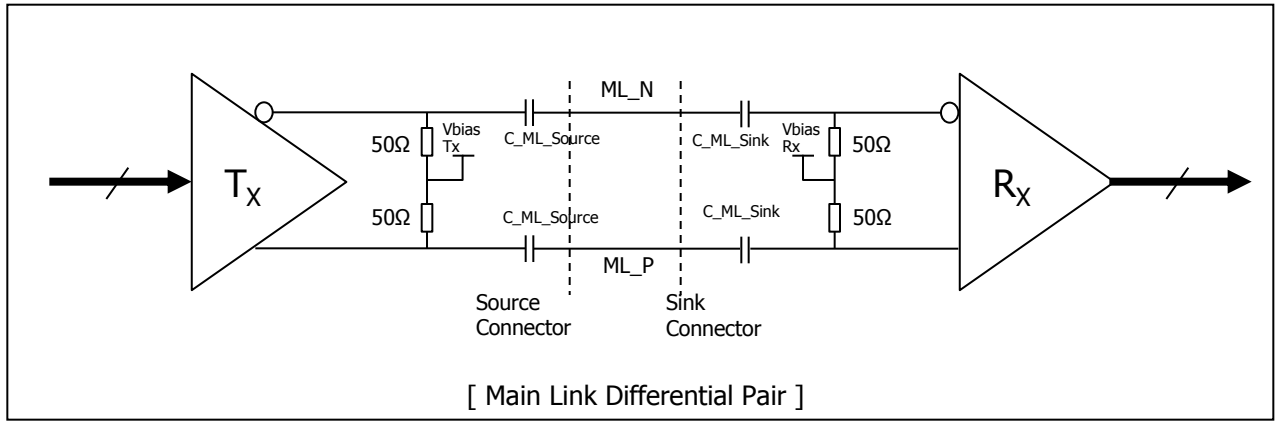 ML_N
Vbias
Tx
C_ML_Source
C_ML_Sink
Vbias
Rx
50Ω
50Ω
TX
RX
50Ω
C_ML_Source
C_ML_Sink
50Ω
ML_P
Source
Connector
Sink
Connector
[ Main Link Differential Pair ]